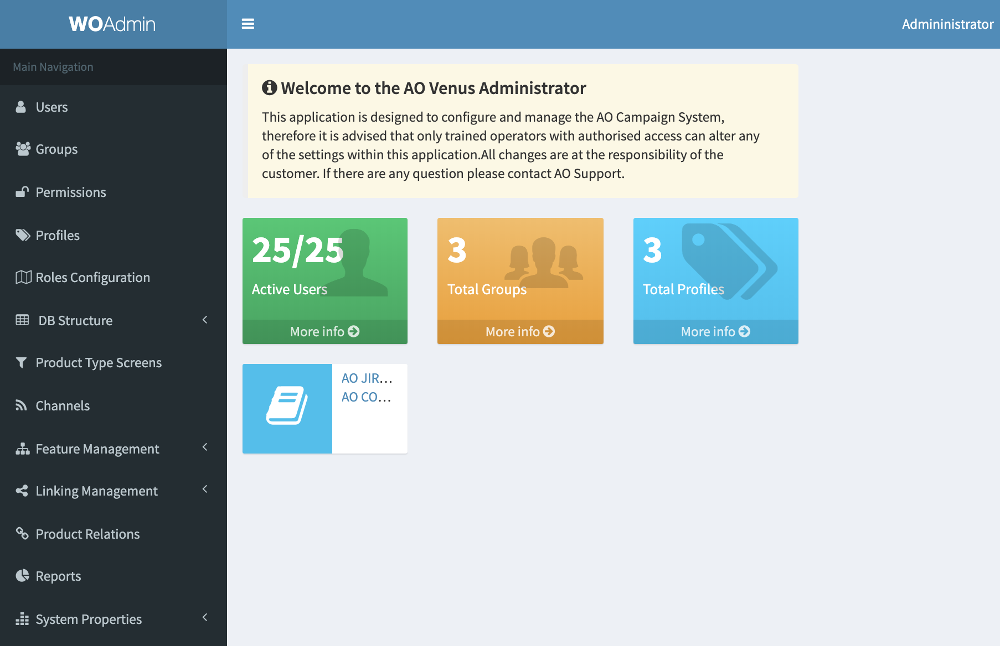 WOAdmin
Admininistrator
Main Navigation
Users
Groups
Permissions
Profiles
Roles Configuration
DB Structure
Product Type Screens
Channels
Feature Management
Linking Management
Product Relations
Reports
System Properties
Welcome to the AO Venus Administrator
This application is designed to configure and manage the AO Campaign System,
therefore it is advised that only trained operators with authorised access can alter any
of the settings within this application.All changes are at the responsibility of the
customer. If there are any question please contact AO Support.
25/25
Active Users
More info
3
Total Groups
More info
3
Total Profiles
More info
AO JIR...
AO CO...